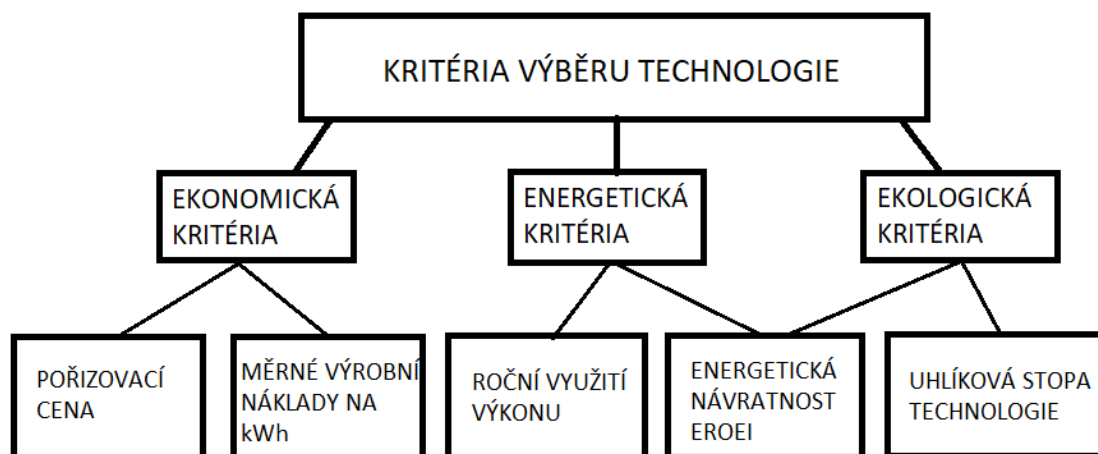 KRITÉRIA VÝBĚRU TECHNOLOGIE
EKONOMICKÁ
KRITÉRIA
ENERGETICKÁ
KRITÉRIA
EKOLOGICKÁ
KRITÉRIA
POŘIZOVACÍ
CENA
MĚRNÉ VÝROBNÍ
NÁKLADY NA
kWh
ROČNÍ VYUŽITÍ
VÝKONU
ENERGETICKÁ
NÁVRATNOST
EROEI
UHLÍKOVÁ STOPA
TECHNOLOGIE